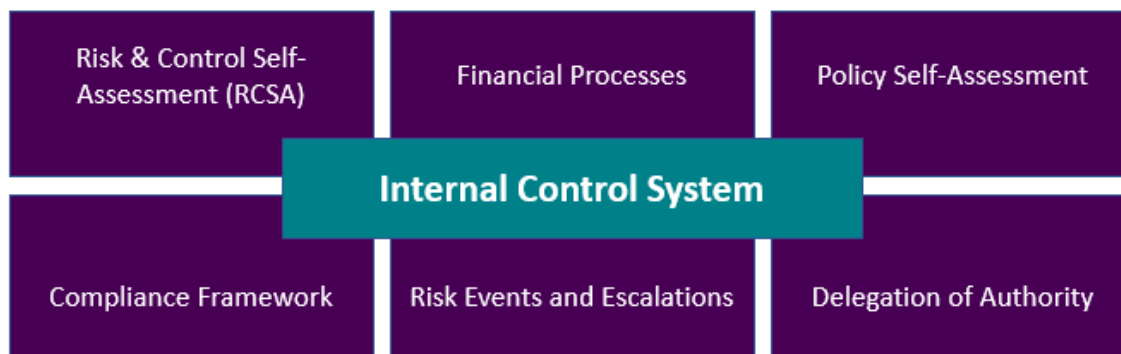 Risk & Control Self-
Assessment (RCSA)
Financial Processes
Policy Self-Assessment
Internal Control System
Compliance Framework
Risk Events and Escalations
Delegation of Authority